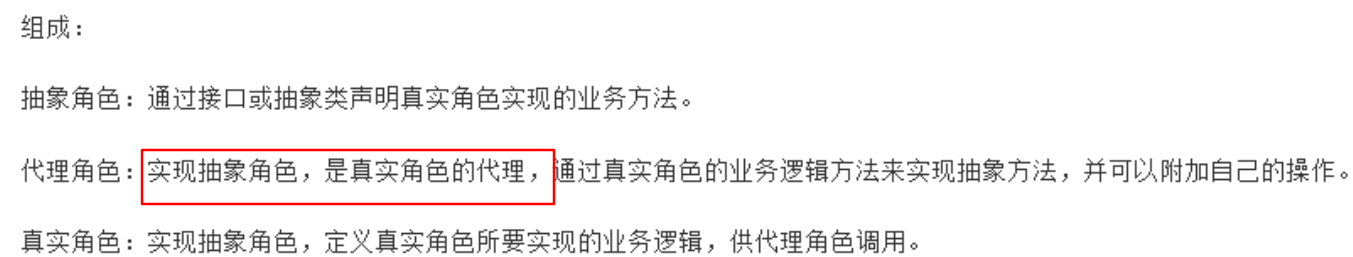 组成：
抽象角色：通过接口或抽象类声明真实角色实现的业务方法。
代理角色：实现抽象角色，是真实角色的代理，通过真实角色的业务逻辑方法来实现抽象方法，并可以附加自己的操作。
真实角色：实现抽象角色，定义真实角色所要实现的业务逻辑，供代理角色调用。